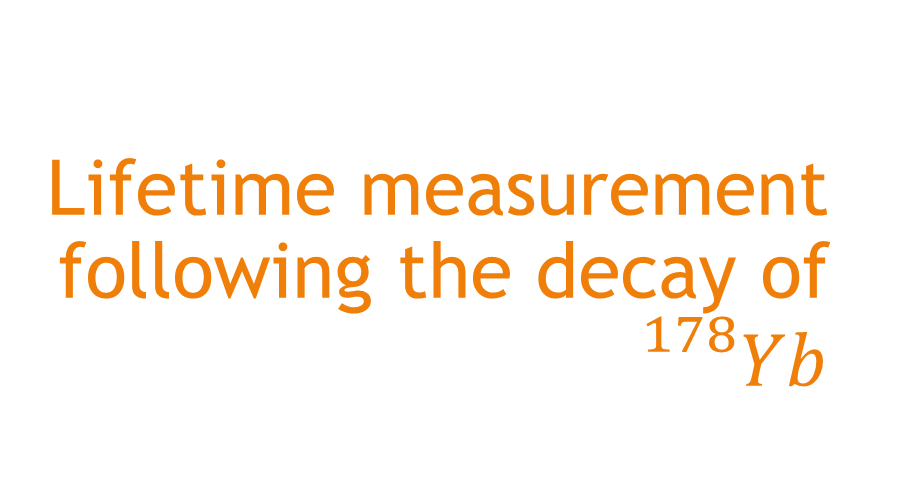 Lifetime measurement
following the decay of
¹⁷⁸Yb